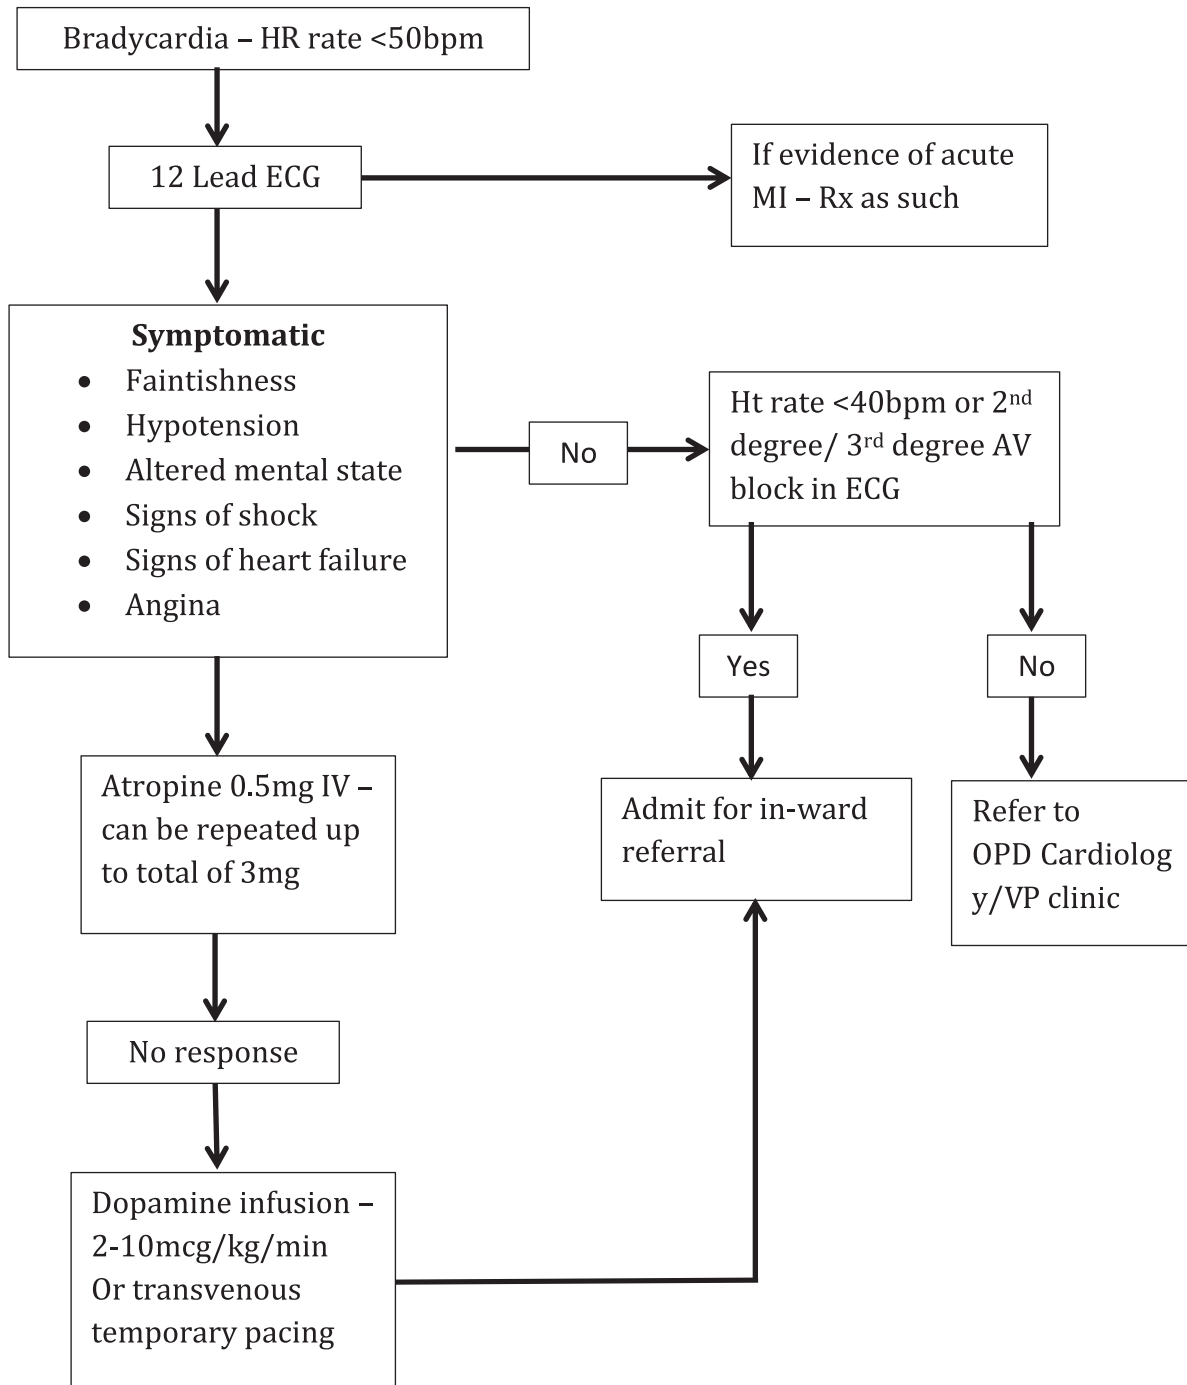 Bradycardia – HR rate <50bpm
12 Lead ECG
If evidence of acute
MI – Rx as such
Symptomatic
• Faintishness
• Hypotension
• Altered mental state
• Signs of shock
• Signs of heart failure
• Angina
No
Ht rate <40bpm or 2nd
degree/ 3rd degree AV
block in ECG
Yes
No
Atropine 0.5mg IV –
can be repeated up
to total of 3mg
Admit for in-ward
referral
Refer to
OPD Cardiolog
y/VP clinic
No response
Dopamine infusion –
2-10mcg/kg/min
Or transvenous
temporary pacing